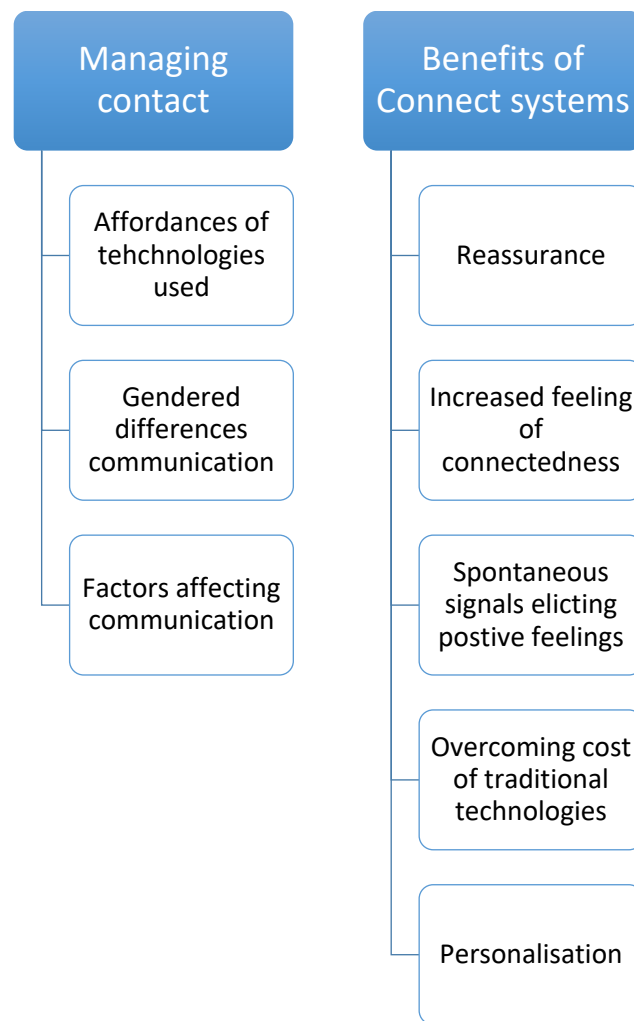 Managing
contact
Affordances of
tehchnologies
used
Gendered
differences
communication
Factors affecting
communication
Benefits of
Connect systems
Reassurance
Increased feeling
of
connectedness
Spontaneous
signals elicting
postive feelings
Overcoming cost
of traditional
technologies
Personalisation